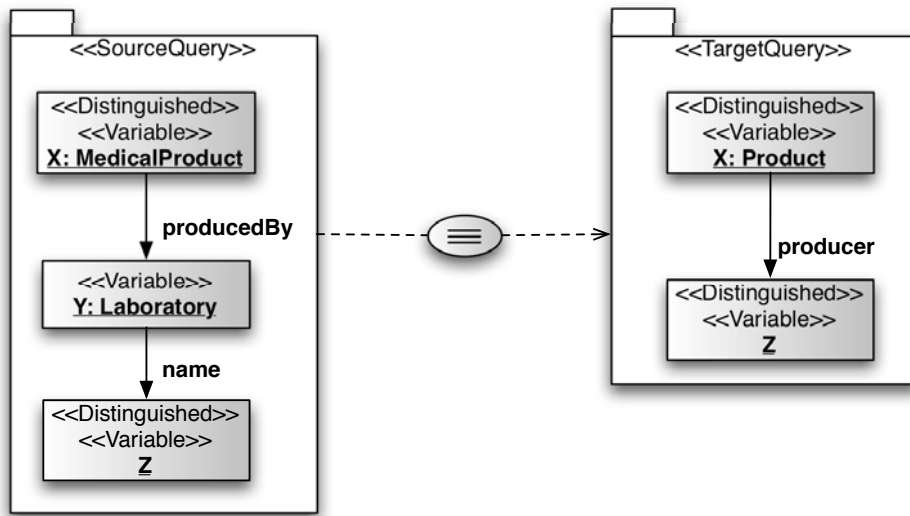 <<SourceQuery>>
<<Distinguished>>
<<Variable>>
X: MedicalProduct
producedBy
<<Variable>>
Y: Laboratory
name
<<Distinguished>>
<<Variable>>
Z
<<TargetQuery>>
<<Distinguished>>
<<Variable>>
X: Product
producer
<<Distinguished>>
<<Variable>>
Z